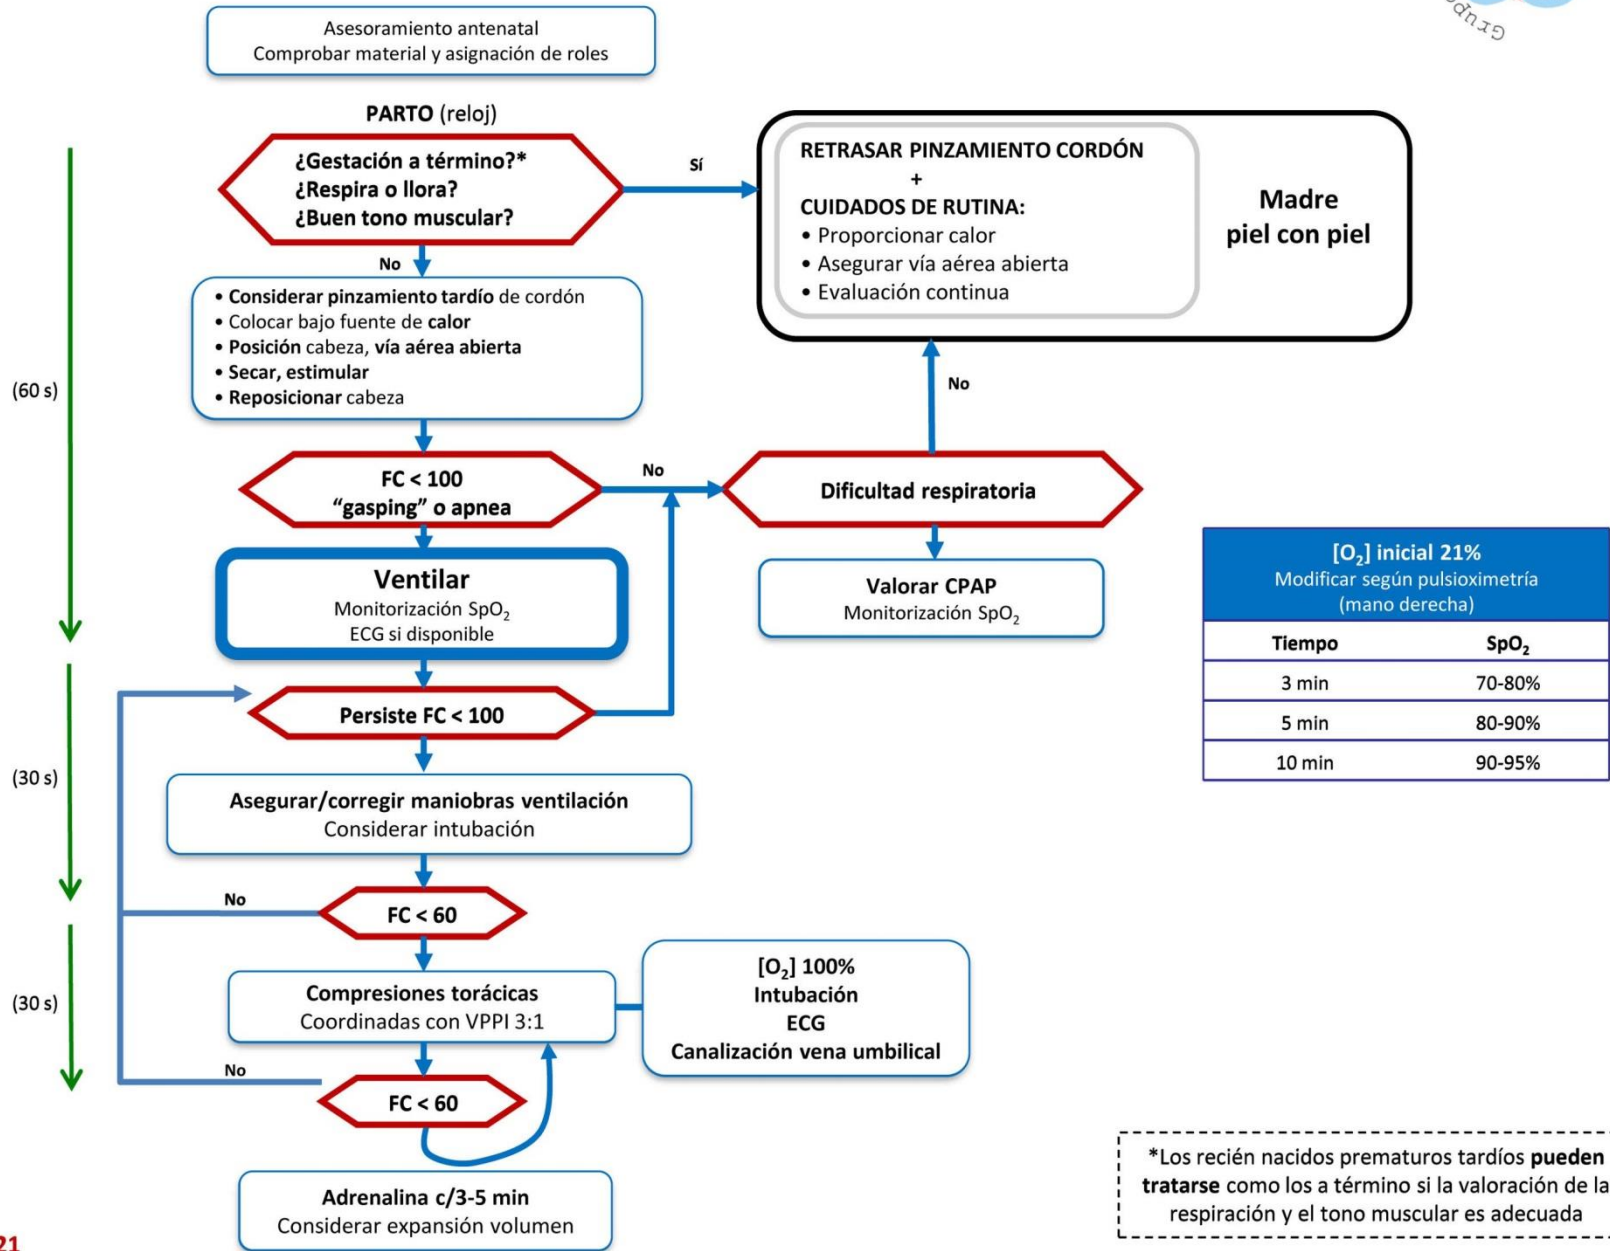 Grupo
Asesoramiento antenatal
Comprobar material y asignación de roles
PARTO (reloj)
¿Gestación a término?*
¿Respira o llora?
¿Buen tono muscular?
Sí
RETRASAR PINZAMIENTO CORDÓN
+
CUIDADOS DE RUTINA:
• Proporcionar calor
• Asegurar vía aérea abierta
• Evaluación continua
Madre
piel con piel
No
• Considerar pinzamiento tardío de cordón
• Colocar bajo fuente de calor
• Posición cabeza, vía aérea abierta
• Secar, estimular
• Reposicionar cabeza
(60 s)
No
FC < 100
“gasping” o apnea
No
Dificultad respiratoria
Ventilar
Monitorización SpO₂
ECG si disponible
Valorar CPAP
Monitorización SpO₂
[O₂] inicial 21%
Modificar según pulsioximetría
(mano derecha)
Tiempo SpO₂
3 min 70-80%
5 min 80-90%
10 min 90-95%
Persiste FC < 100
(30 s)
Asegurar/corregir maniobras ventilación
Considerar intubación
No
FC < 60
(30 s)
Compresiones torácicas
Coordinadas con VPPI 3:1
[O₂] 100%
Intubación
ECG
Canalización vena umbilical
No
FC < 60
Adrenalina c/3-5 min
Considerar expansión volumen
*Los recién nacidos prematuros tardíos pueden
tratarse como los a término si la valoración de la
respiración y el tono muscular es adecuada
21